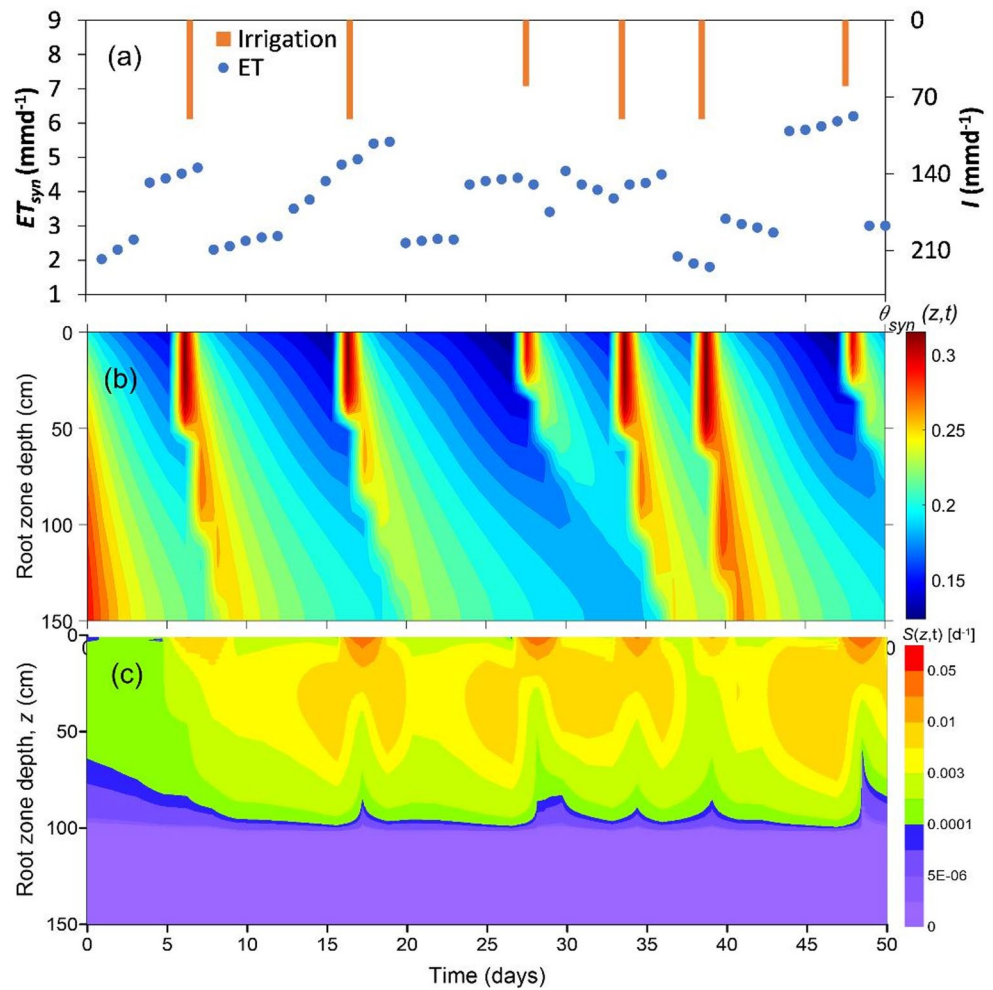 9 0
(a) Irrigation
8 ET
7 70
6
5 140
4
3 210
2
1
ETsyn (mmd-1)
I (mmd-1)
θsyn (z,t)
0
50
100
150
(b)
Root zone depth (cm)
0.3
0.25
0.2
0.15
S(z,t) [d-1]
0 0
50
100
150
(c)
Root zone depth, z (cm)
0.05
0.01
0.003
0.0001
5E-06
0
0 5 10 15 20 25 30 35 40 45 50
Time (days)